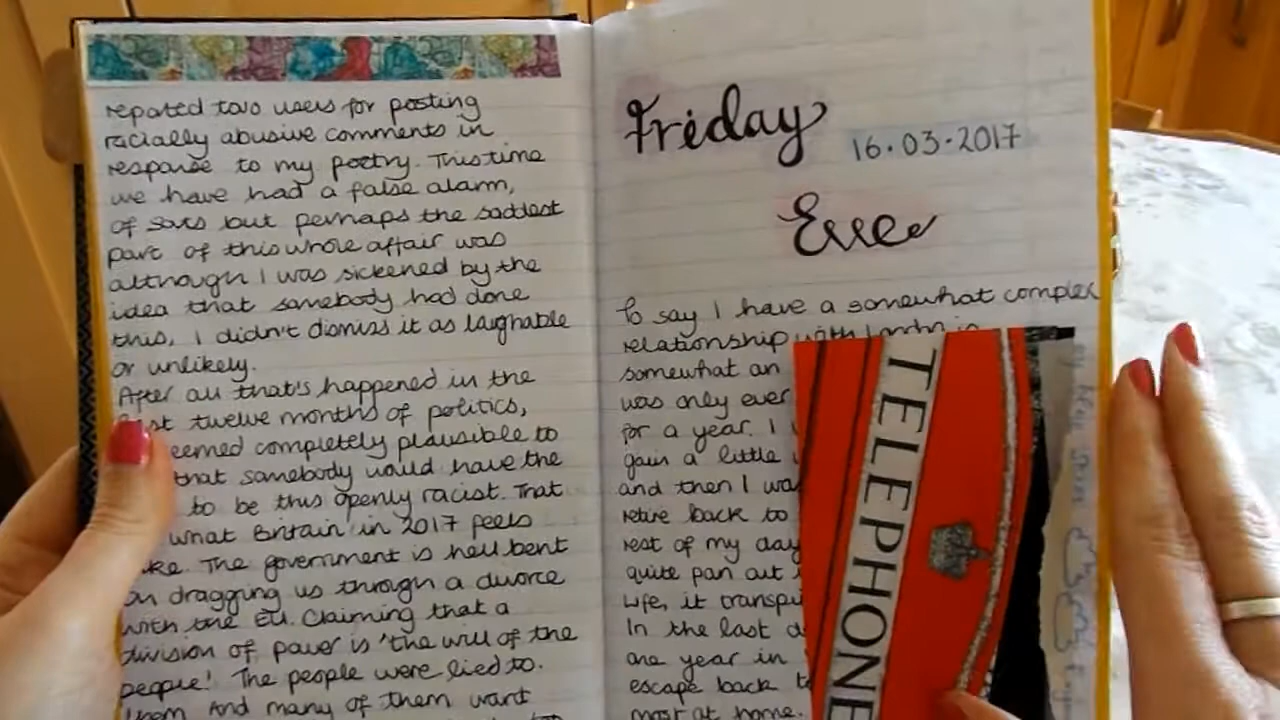 reported two users for posting
racially abusive comments in
response to my poetry. This time
we have had a false alarm,
of sorts but perhaps the saddest
part of this whole affair was
although I was sickened by the
idea that somebody had done
this, I didn't dismiss it as laughable
or unlikely.
After all that's happened in the
twelve months of politics,
completely plausible to
that somebody would have the
to be this openly racist. That
what Britain in 2017 feels
The government is hell bent
on dragging us through a divorce
with the EU. Claiming that a
division of power is 'the will of the
people'. The people were lied to.
And many of them want
Friday
16.03.2017
Eve
To say I have a somewhat complex
relationship with London is
somewhat an
was only ever
for a year. I
gain a little
and then I was
retire back to
rest of my day
quite pan out
Life, it
In the last
one year in
escape back
most at home.
TELEPHONE